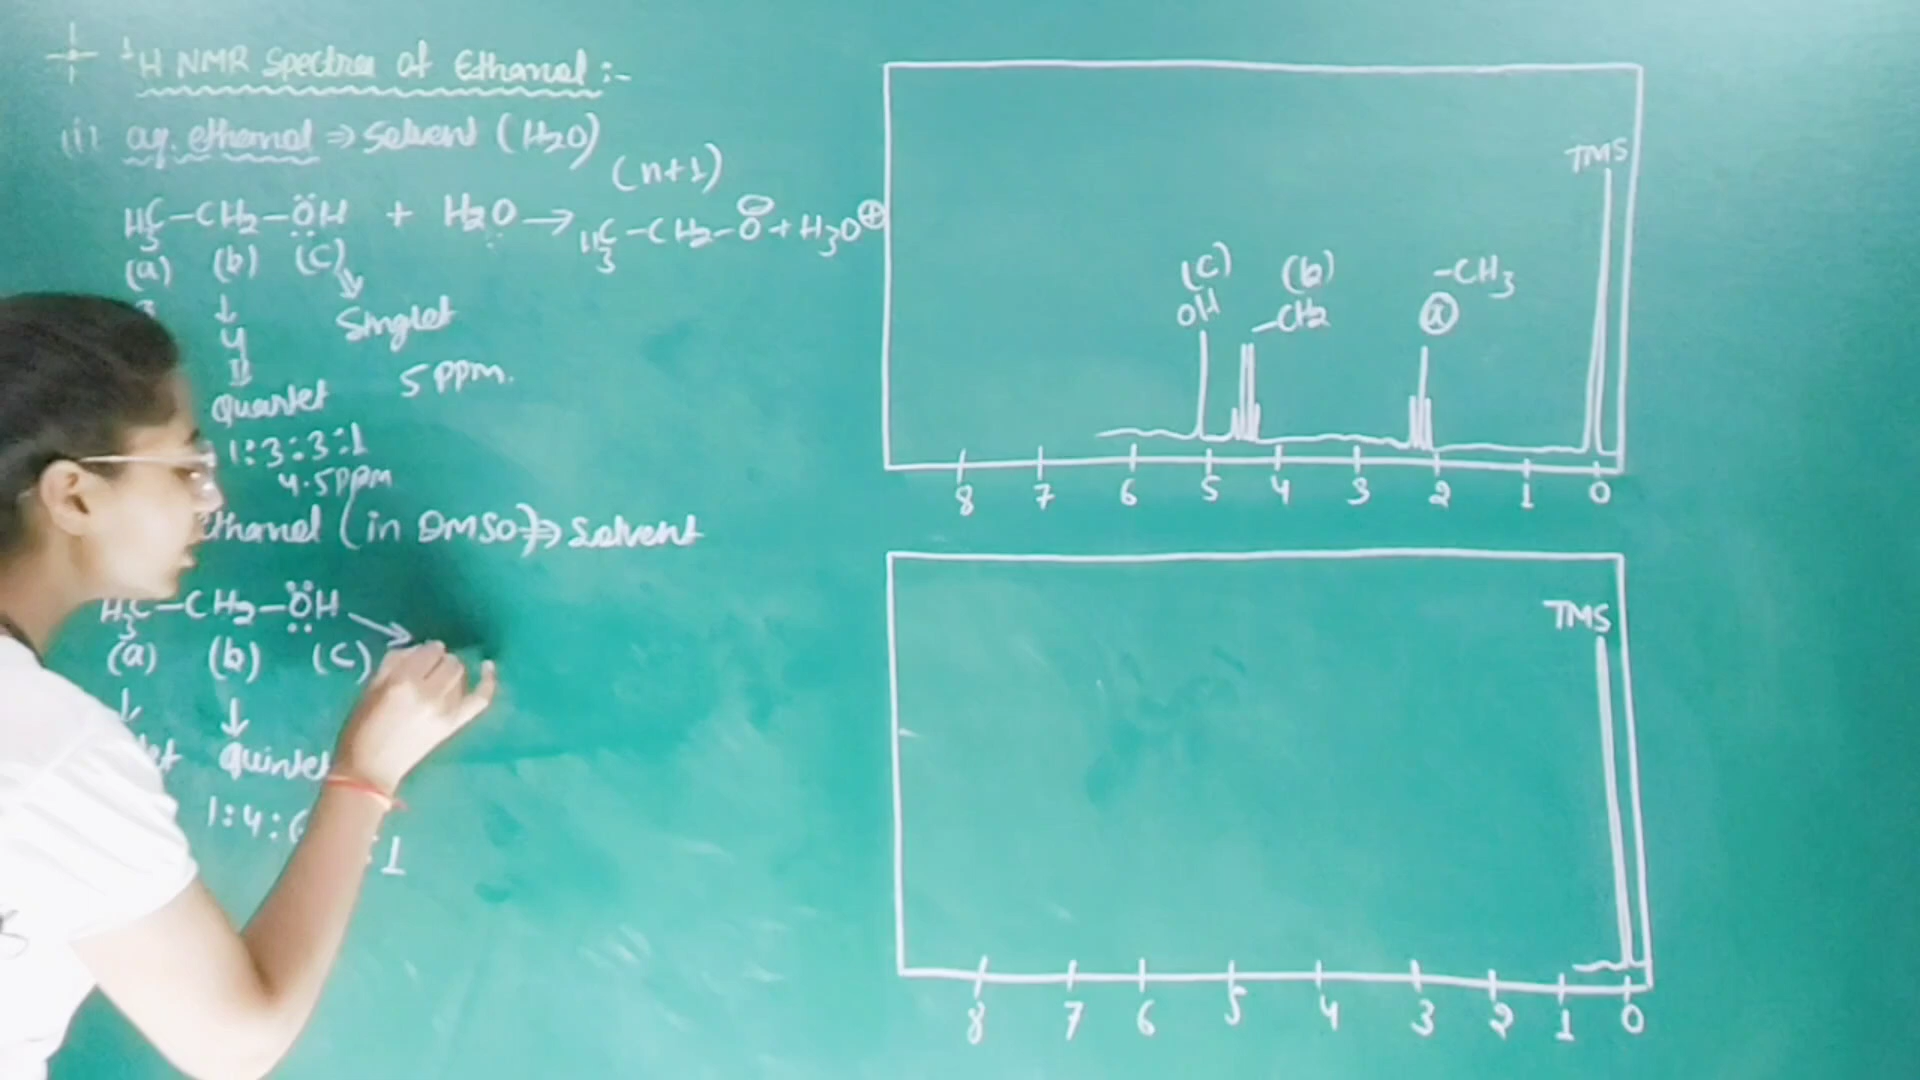 ¹H NMR Spectra of Ethanol :-
(i) aq. ethanol ⇒ Solvent (H2O)
(n+1)
H3C-CH2-ÖH + H2O → H3C-CH2-O⊖ + H3O⊕
(a) (b) (c)
4
Singlet
5 ppm.
Quartet
1:3:3:1
4.5ppm
(in DMSO) ⇒ Solvent
H3C-CH2-ÖH
(a) (b) (c)
Quintet
1:4: :1
TMS
(c) (b) -CH3
OH -CH2 (a)
8 7 6 5 4 3 2 1 0
TMS
8 7 6 5 4 3 2 1 0